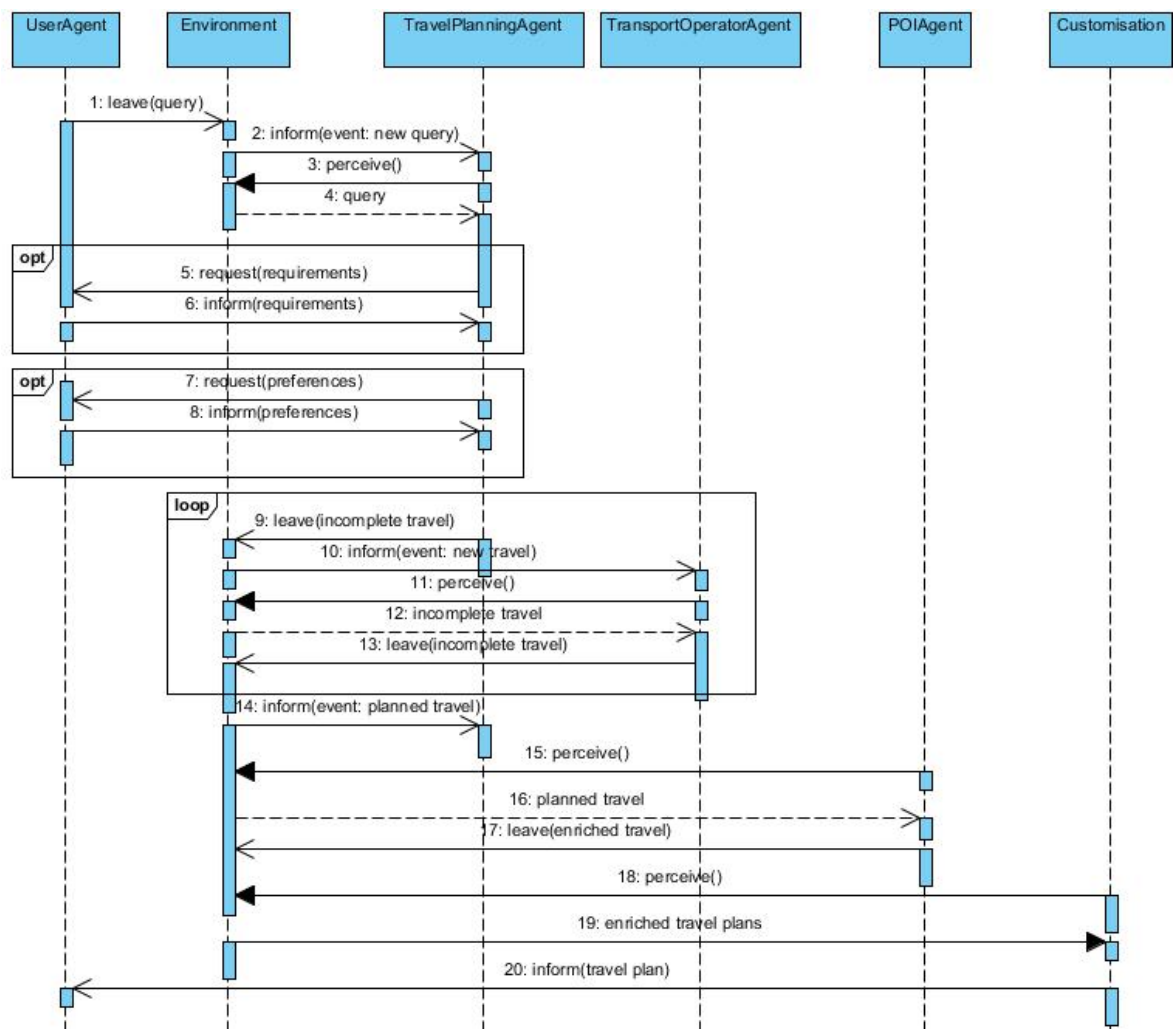 UserAgent
Environment
TravelPlanningAgent
TransportOperatorAgent
POIAgent
Customisation
1: leave(query)
2: inform(event: new query)
3: perceive()
4: query
opt
5: request(requirements)
6: inform(requirements)
opt
7: request(preferences)
8: inform(preferences)
loop
9: leave(incomplete travel)
10: inform(event: new travel)
11: perceive()
12: incomplete travel
13: leave(incomplete travel)
14: inform(event: planned travel)
15: perceive()
16: planned travel
17: leave(enriched travel)
18: perceive()
19: enriched travel plans
20: inform(travel plan)